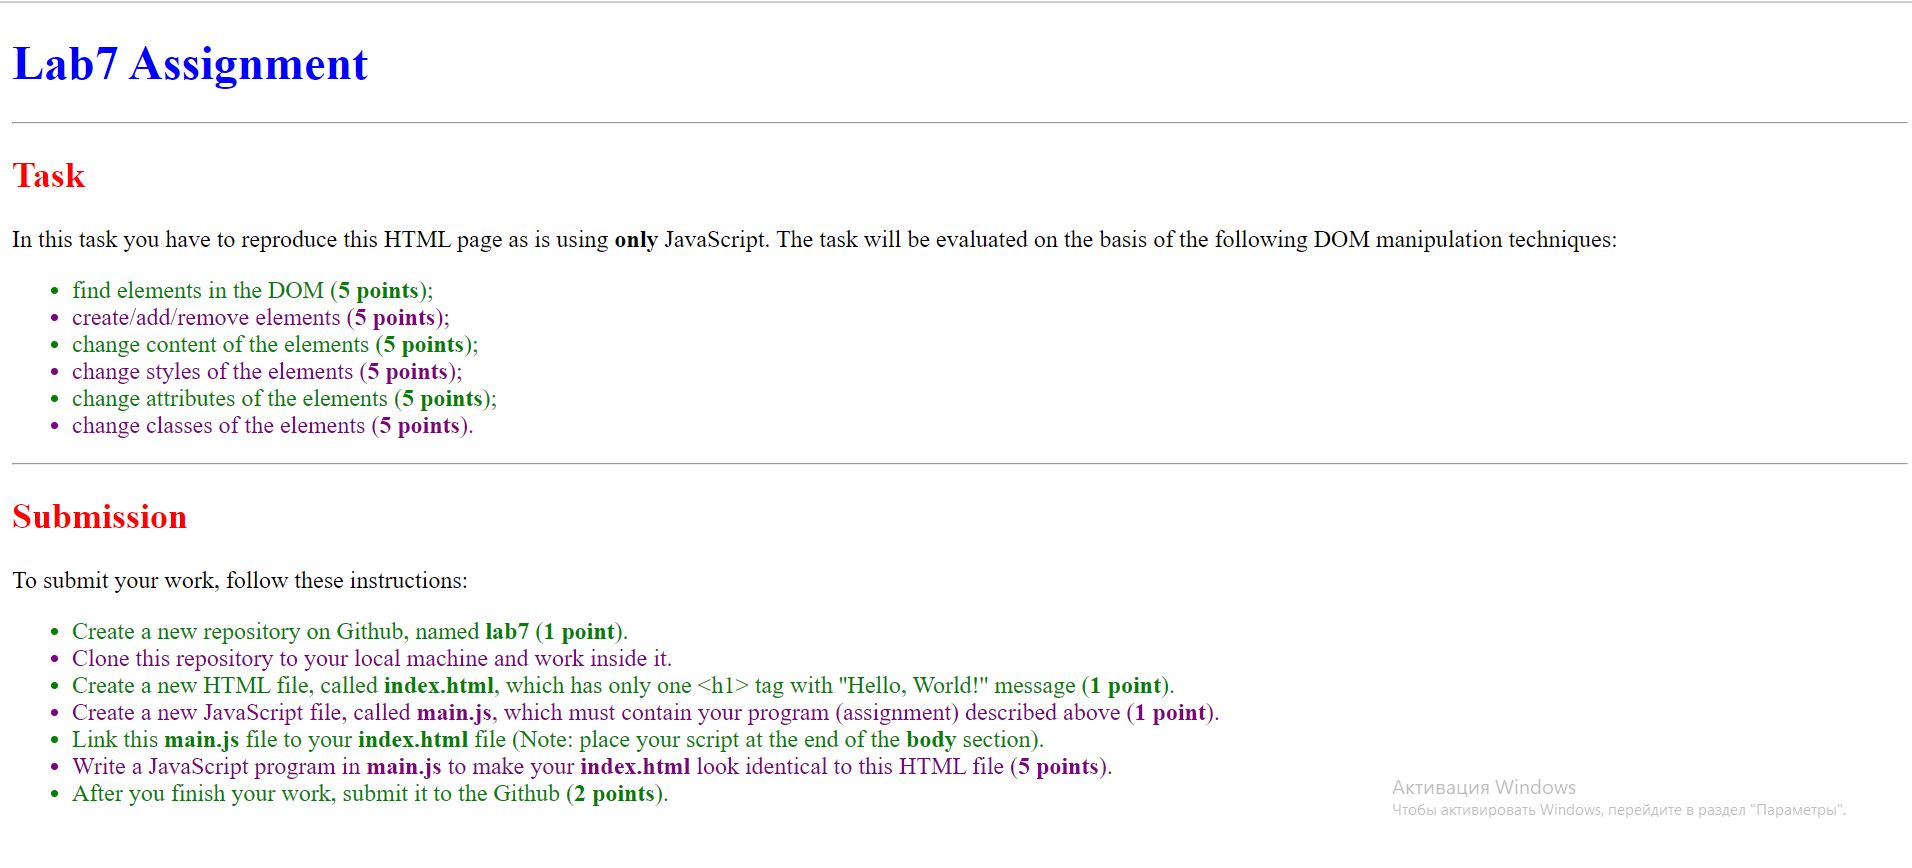 Lab7 Assignment
Task
In this task you have to reproduce this HTML page as is using only JavaScript. The task will be evaluated on the basis of the following DOM manipulation techniques:
• find elements in the DOM (5 points);
• create/add/remove elements (5 points);
• change content of the elements (5 points);
• change styles of the elements (5 points);
• change attributes of the elements (5 points);
• change classes of the elements (5 points).
Submission
To submit your work, follow these instructions:
• Create a new repository on Github, named lab7 (1 point).
• Clone this repository to your local machine and work inside it.
• Create a new HTML file, called index.html, which has only one <h1> tag with "Hello, World!" message (1 point).
• Create a new JavaScript file, called main.js, which must contain your program (assignment) described above (1 point).
• Link this main.js file to your index.html file (Note: place your script at the end of the body section).
• Write a JavaScript program in main.js to make your index.html look identical to this HTML file (5 points).
• After you finish your work, submit it to the Github (2 points).
Активация Windows
Чтобы активировать Windows, перейдите в раздел "Параметры".